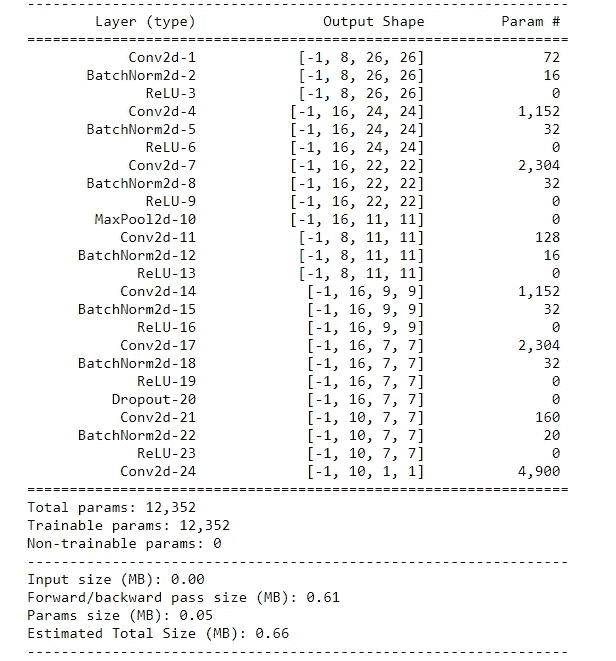 ----------------------------------------------------------------
Layer (type) Output Shape Param #
================================================================
Conv2d-1 [-1, 8, 26, 26] 72
BatchNorm2d-2 [-1, 8, 26, 26] 16
ReLU-3 [-1, 8, 26, 26] 0
Conv2d-4 [-1, 16, 24, 24] 1,152
BatchNorm2d-5 [-1, 16, 24, 24] 32
ReLU-6 [-1, 16, 24, 24] 0
Conv2d-7 [-1, 16, 22, 22] 2,304
BatchNorm2d-8 [-1, 16, 22, 22] 32
ReLU-9 [-1, 16, 22, 22] 0
MaxPool2d-10 [-1, 16, 11, 11] 0
Conv2d-11 [-1, 8, 11, 11] 128
BatchNorm2d-12 [-1, 8, 11, 11] 16
ReLU-13 [-1, 8, 11, 11] 0
Conv2d-14 [-1, 16, 9, 9] 1,152
BatchNorm2d-15 [-1, 16, 9, 9] 32
ReLU-16 [-1, 16, 9, 9] 0
Conv2d-17 [-1, 16, 7, 7] 2,304
BatchNorm2d-18 [-1, 16, 7, 7] 32
ReLU-19 [-1, 16, 7, 7] 0
Dropout-20 [-1, 16, 7, 7] 0
Conv2d-21 [-1, 10, 7, 7] 160
BatchNorm2d-22 [-1, 10, 7, 7] 20
ReLU-23 [-1, 10, 7, 7] 0
Conv2d-24 [-1, 10, 1, 1] 4,900
================================================================
Total params: 12,352
Trainable params: 12,352
Non-trainable params: 0
----------------------------------------------------------------
Input size (MB): 0.00
Forward/backward pass size (MB): 0.61
Params size (MB): 0.05
Estimated Total Size (MB): 0.66
----------------------------------------------------------------